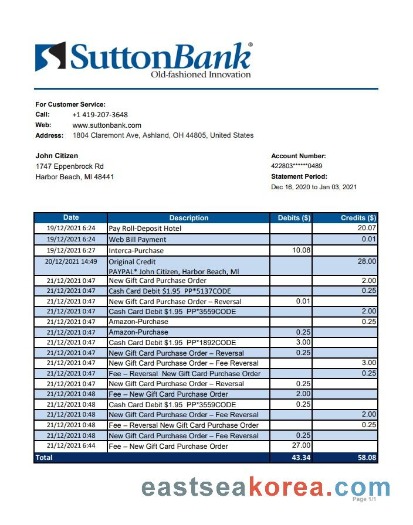 SuttonBank®
Old-fashioned Innovation
For Customer Service:
Call: +1 419-207-3648
Web: www.suttonbank.com
Address: 1804 Claremont Ave, Ashland, OH 44805, United States
John Citizen
1747 Eppenbrock Rd
Harbor Beach, MI 48441
Account Number:
422803******0489
Statement Period:
Dec 16, 2020 to Jan 03, 2021
Date Description Debits ($) Credits ($)
19/12/2021 6:24 Pay Roll-Deposit Hotel 20.07
19/12/2021 6:24 Web Bill Payment 0.01
19/12/2021 6:27 Interca-Purchase 10.08
20/12/2021 14:49 Original Credit 28.00
PAYPAL* John Citizen, Harbor Beach, MI
21/12/2021 0:47 New Gift Card Purchase Order 2.00
21/12/2021 0:47 Cash Card Debit $1.95 PP*5137CODE 0.25
21/12/2021 0:47 New Gift Card Purchase Order – Reversal 0.01
21/12/2021 0:47 Cash Card Debit $1.95 PP*3559CODE 2.00
21/12/2021 0:47 Amazon-Purchase 0.25
21/12/2021 0:47 Amazon-Purchase 0.25
21/12/2021 0:47 Cash Card Debit $1.95 PP*1892CODE 3.00
21/12/2021 0:47 New Gift Card Purchase Order – Reversal 0.25
21/12/2021 0:47 New Gift Card Purchase Order – Fee Reversal 3.00
21/12/2021 0:47 Fee – Reversal New Gift Card Purchase Order 0.25
21/12/2021 0:47 New Gift Card Purchase Order – Reversal 0.25
21/12/2021 0:48 Fee – New Gift Card Purchase Order 2.00
21/12/2021 0:48 Cash Card Debit $1.95 PP*3559CODE 0.25
21/12/2021 0:48 New Gift Card Purchase Order – Fee Reversal 2.00
21/12/2021 0:48 Fee – Reversal New Gift Card Purchase Order 0.25
21/12/2021 0:48 New Gift Card Purchase Order – Fee Reversal 0.25
21/12/2021 6:44 Fee – New Gift Card Purchase Order 27.00
Total 43.34 58.08
eastseakorea.com
Page 1/1